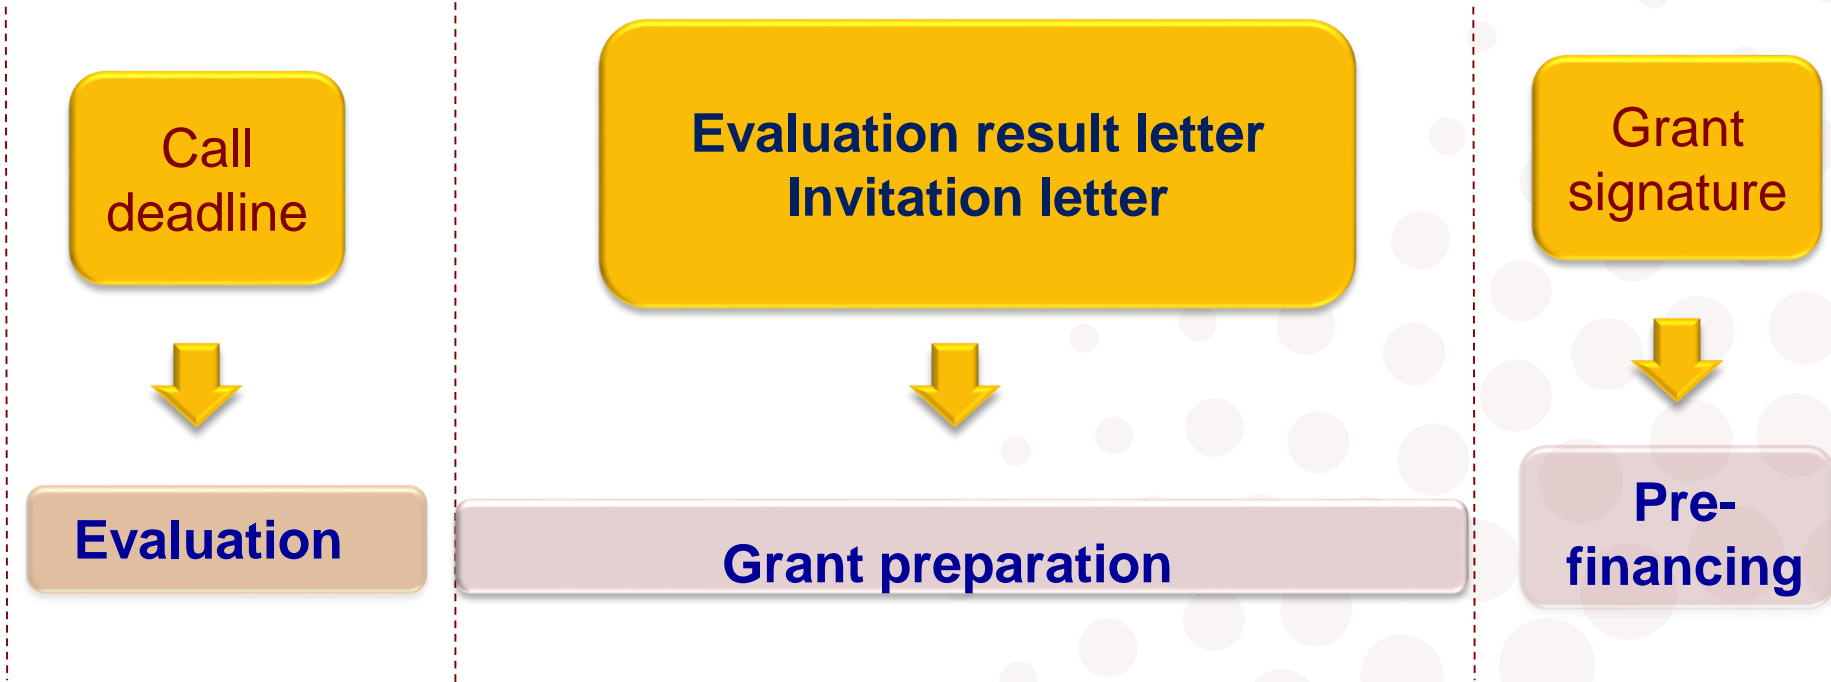 Call
deadline
Evaluation result letter
Invitation letter
Grant
signature
Evaluation
Grant preparation
Pre-
financing